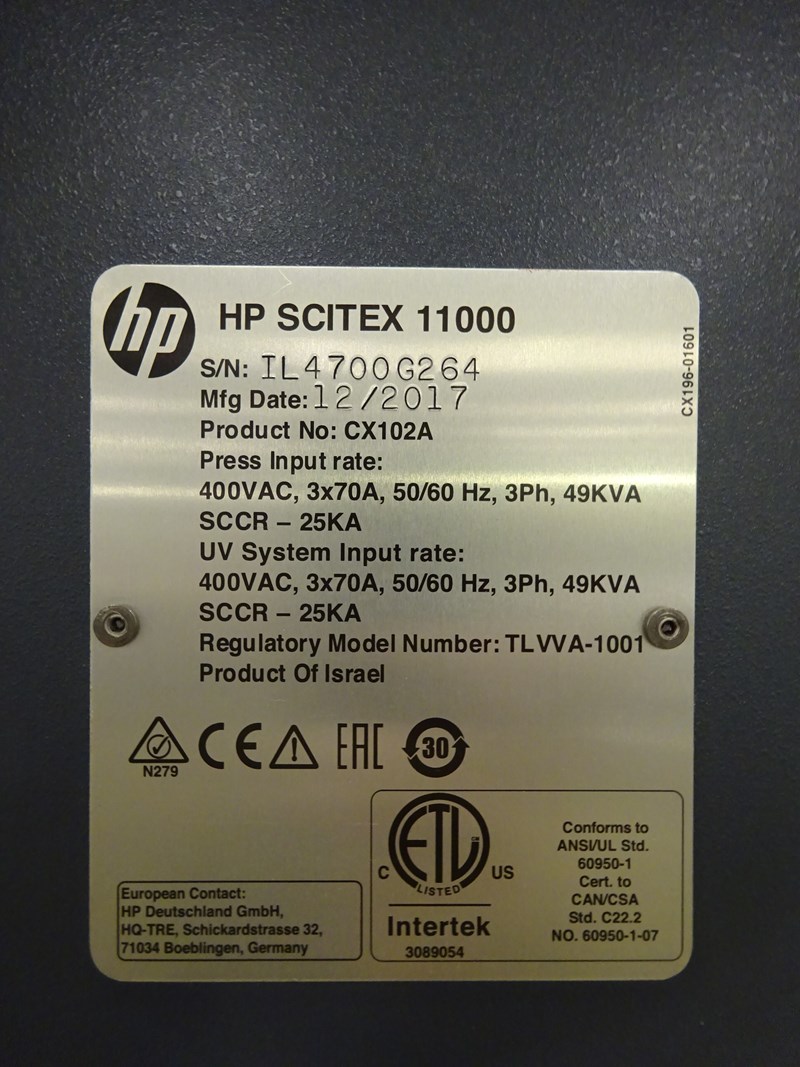 hp
HP SCITEX 11000
S/N: IL4700G264
Mfg Date: 12/2017
Product No: CX102A
Press Input rate:
400VAC, 3x70A, 50/60 Hz, 3Ph, 49KVA
SCCR – 25KA
UV System Input rate:
400VAC, 3x70A, 50/60 Hz, 3Ph, 49KVA
SCCR – 25KA
Regulatory Model Number: TLVVA-1001
Product Of Israel
CX196-01601
N279
CE
EAC
30
European Contact:
HP Deutschland GmbH,
HQ-TRE, Schickardstrasse 32,
71034 Boeblingen, Germany
ETL
C US
LISTED
Intertek
3089054
Conforms to
ANSI/UL Std.
60950-1
Cert. to
CAN/CSA
Std. C22.2
NO. 60950-1-07